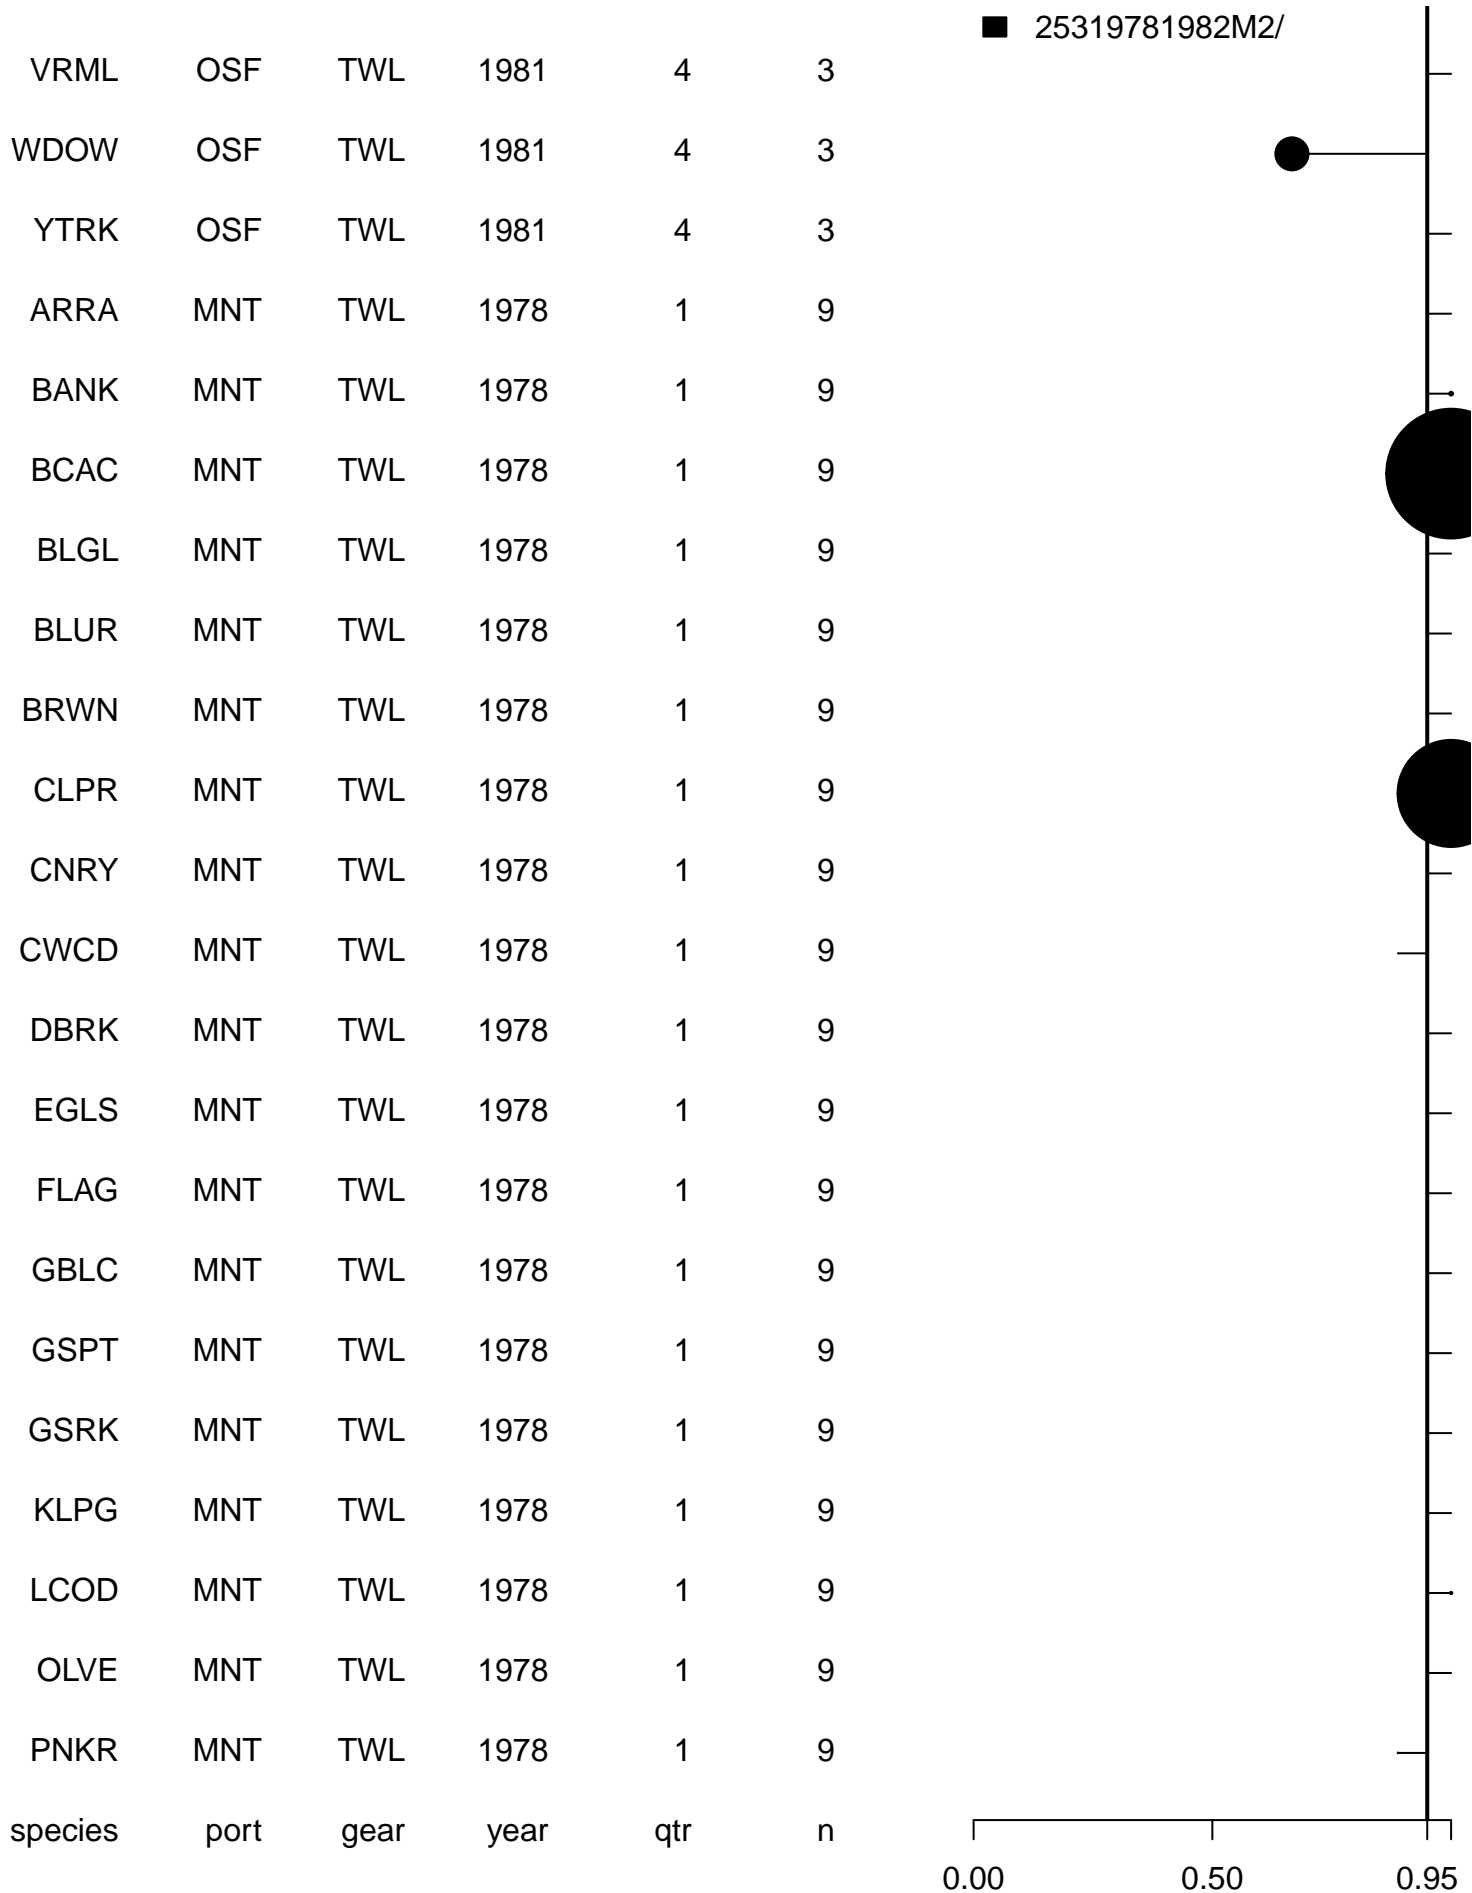 25319781982M2/
VRML OSF TWL 1981 4 3
WDOW OSF TWL 1981 4 3
YTRK OSF TWL 1981 4 3
ARRA MNT TWL 1978 1 9
BANK MNT TWL 1978 1 9
BCAC MNT TWL 1978 1 9
BLGL MNT TWL 1978 1 9
BLUR MNT TWL 1978 1 9
BRWN MNT TWL 1978 1 9
CLPR MNT TWL 1978 1 9
CNRY MNT TWL 1978 1 9
CWCD MNT TWL 1978 1 9
DBRK MNT TWL 1978 1 9
EGLS MNT TWL 1978 1 9
FLAG MNT TWL 1978 1 9
GBLC MNT TWL 1978 1 9
GSPT MNT TWL 1978 1 9
GSRK MNT TWL 1978 1 9
KLPG MNT TWL 1978 1 9
LCOD MNT TWL 1978 1 9
OLVE MNT TWL 1978 1 9
PNKR MNT TWL 1978 1 9
species port gear year qtr n
0.00 0.50 0.95